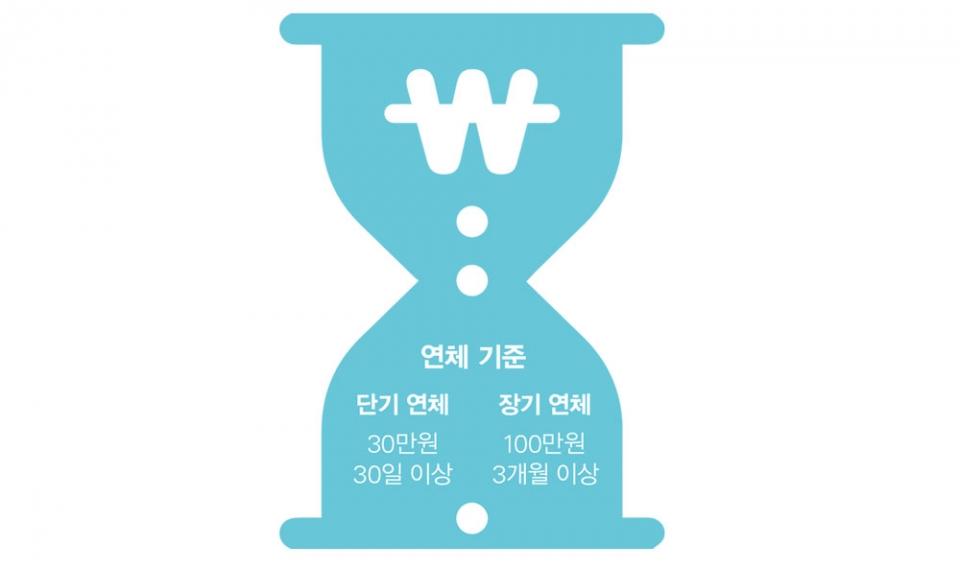 ₩
연체 기준
단기 연체 장기 연체
30만원 100만원
30일 이상 3개월 이상